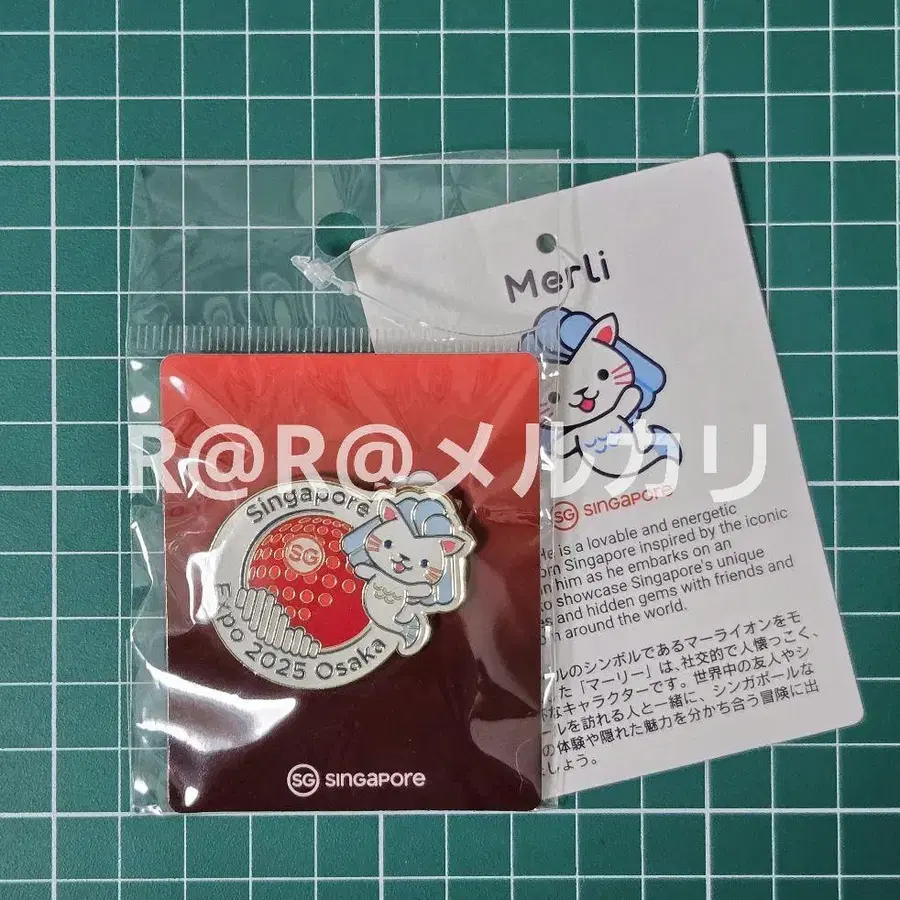 Merli
R@R@メルカリ
SG SINGAPORE
He is a lovable and energetic
Singapore inspired by the iconic
him as he embarks on an
showcase Singapore's unique
and hidden gems with friends and
around the world.
のシンボルであるマーライオンをモ
た「マーリー」は、社交的で人懐っこく、
なキャラクターです。世界中の友人やシ
ルを訪れる人と一緒に、シンガポールな
の体験や隠れた魅力を分かち合う冒険に出
しょう。
Singapore
SG
Expo 2025 Osaka
SG SINGAPORE